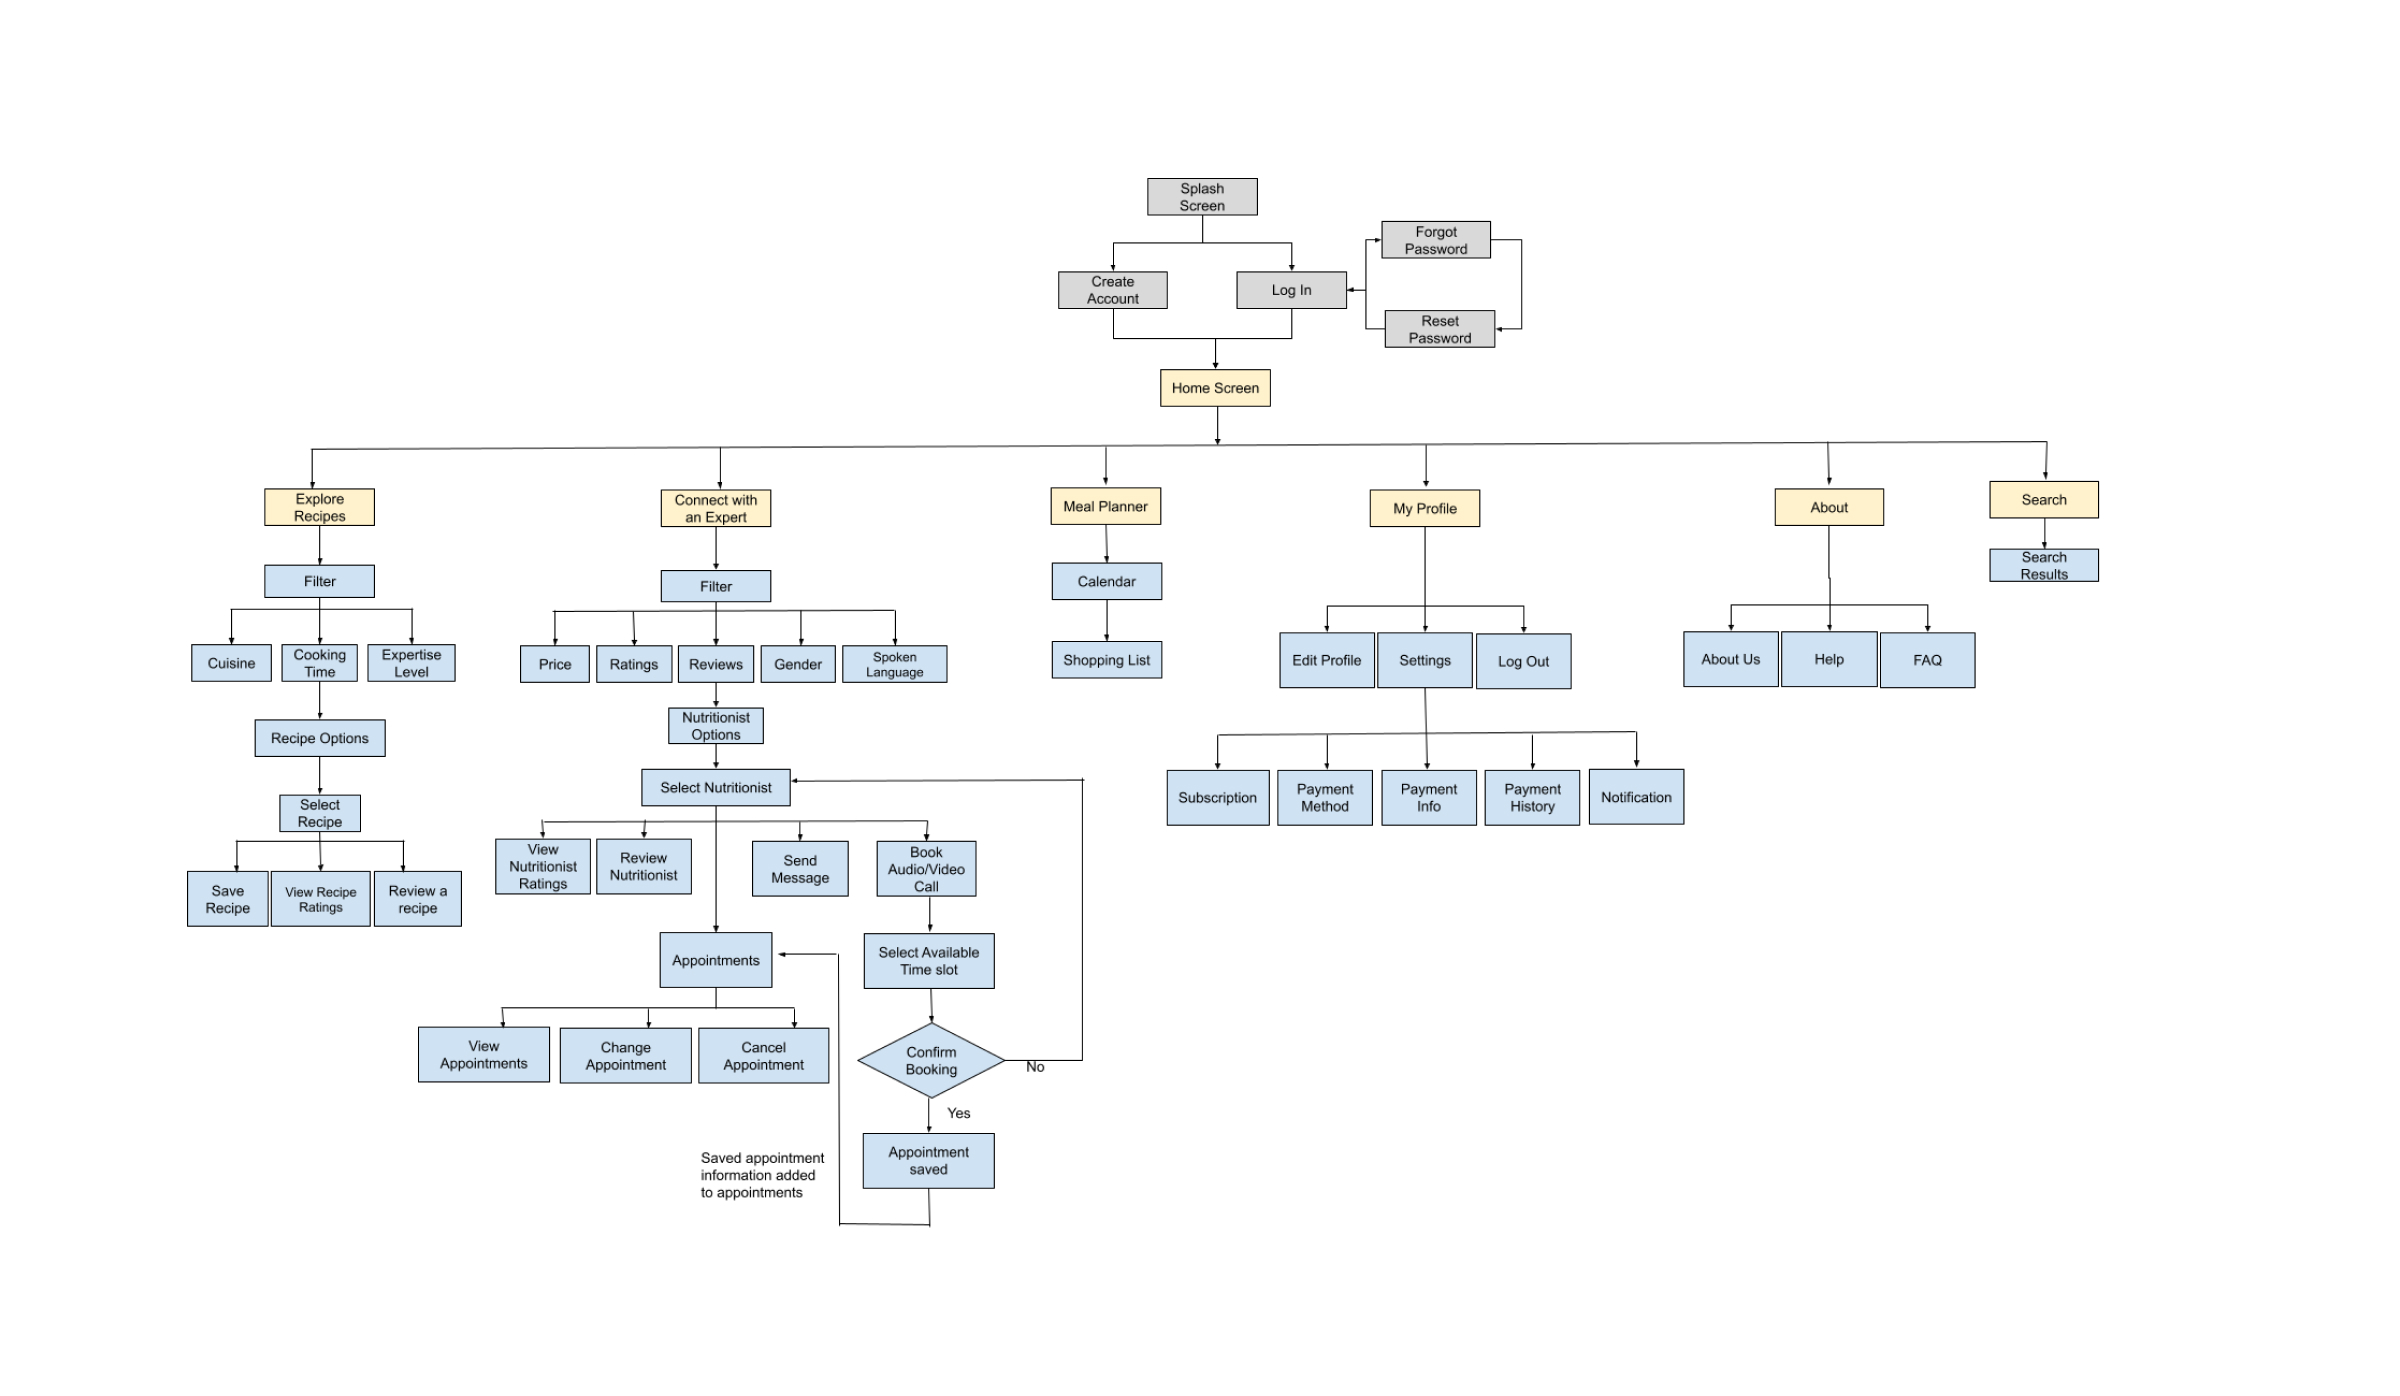 Splash
Screen
Forgot
Password
Create
Account
Log In
Reset
Password
Home Screen
Explore
Recipes
Connect with
an Expert
Meal Planner
My Profile
About
Search
Filter
Filter
Calendar
Search
Results
Cuisine
Cooking
Time
Expertise
Level
Price
Ratings
Reviews
Gender
Spoken
Language
Shopping List
Edit Profile
Settings
Log Out
About Us
Help
FAQ
Recipe Options
Nutritionist
Options
Select
Recipe
Select Nutritionist
Subscription
Payment
Method
Payment
Info
Payment
History
Notification
Save
Recipe
View Recipe
Ratings
Review a
recipe
View
Nutritionist
Ratings
Review
Nutritionist
Send
Message
Book
Audio/Video
Call
Appointments
Select Available
Time slot
View
Appointments
Change
Appointment
Cancel
Appointment
Confirm
Booking
No
Yes
Saved appointment
information added
to appointments
Appointment
saved